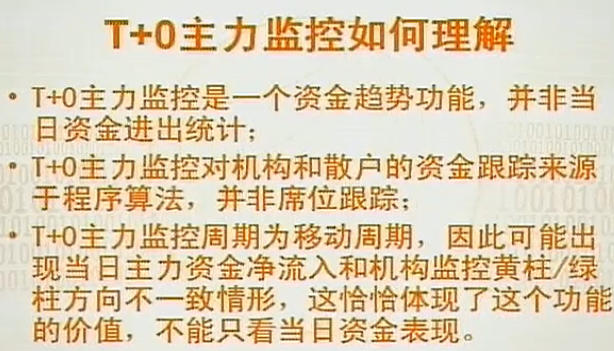 T+0主力监控如何理解
• T+0主力监控是一个资金趋势功能，并非当
日资金进出统计；
• T+0主力监控对机构和散户的资金跟踪来源
于程序算法，并非席位跟踪；
• T+0主力监控周期为移动周期，因此可能出
现当日主力资金净流入和机构监控黄柱/绿
柱方向不一致情形，这恰恰体现了这个功能
的价值，不能只看当日资金表现。